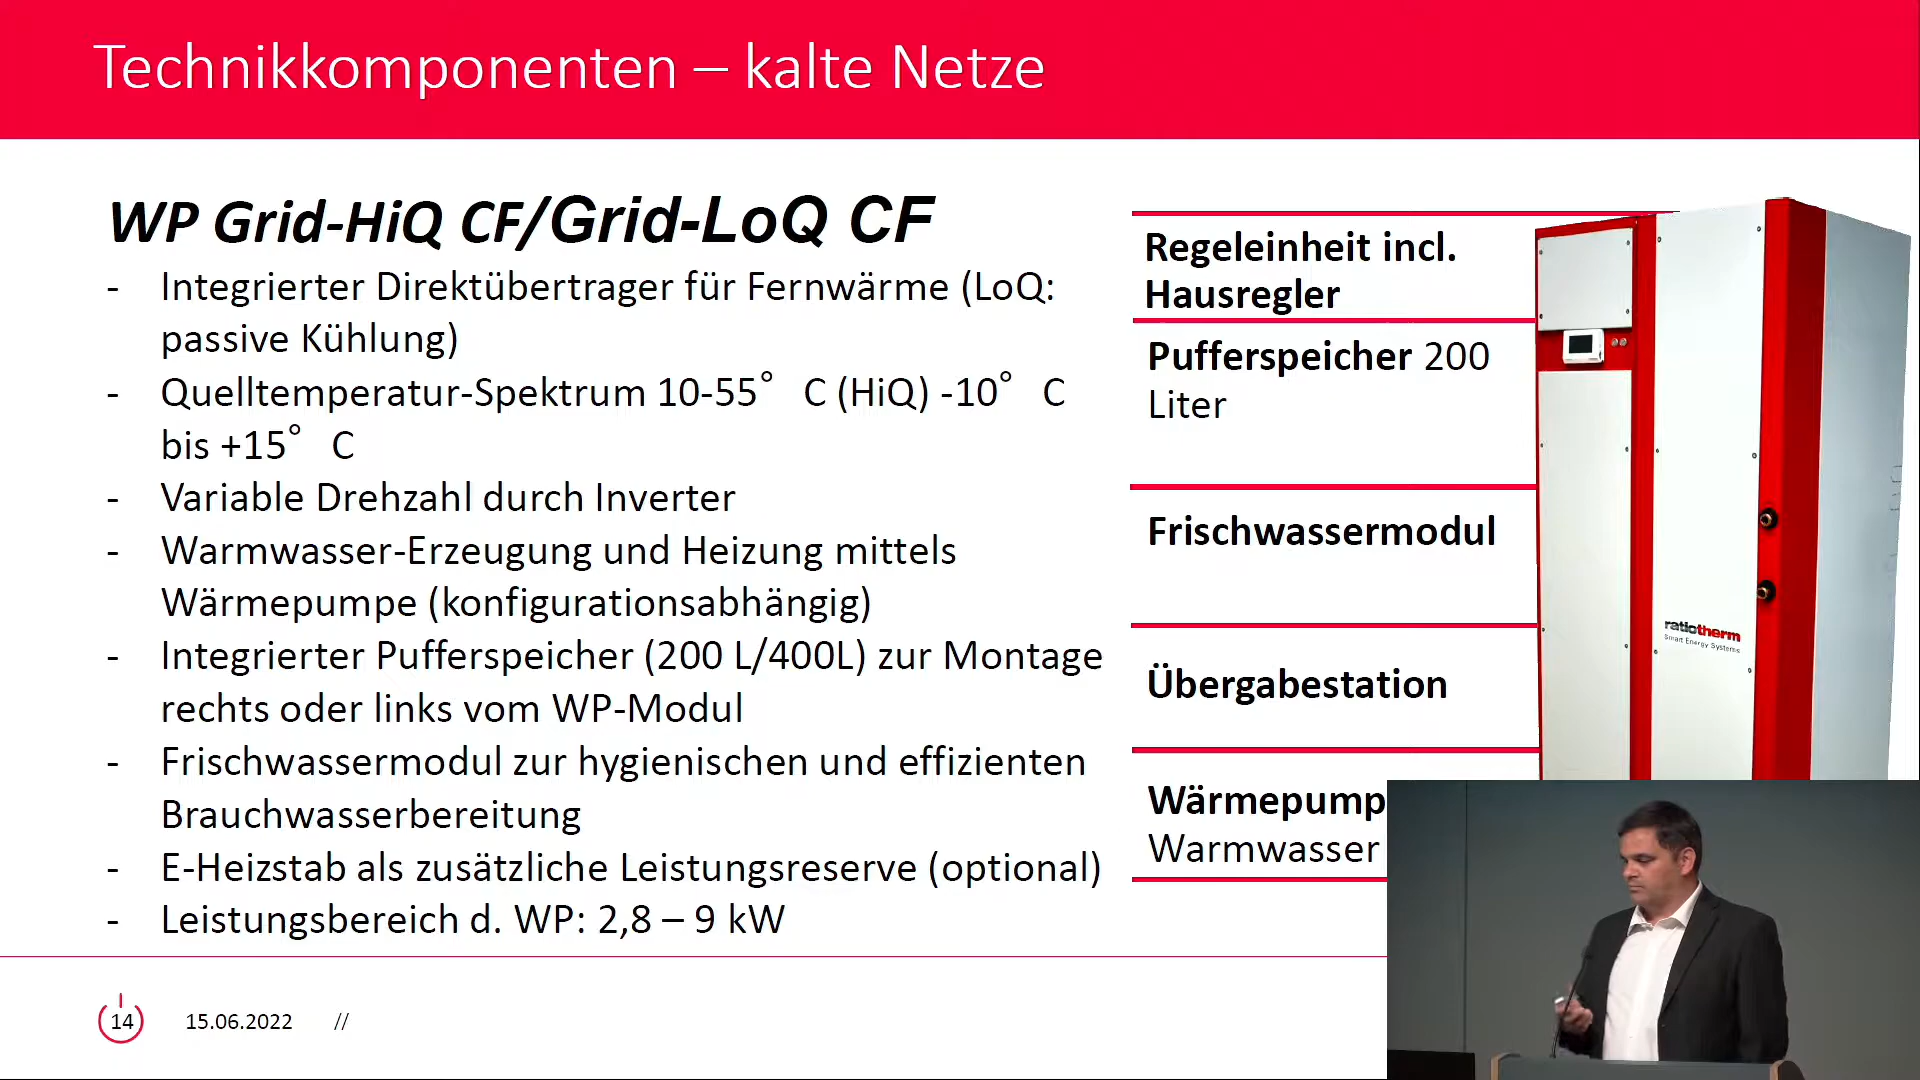 Technikkomponenten – kalte Netze
WP Grid-HiQ CF/Grid-LoQ CF
- Integrierter Direktübertrager für Fernwärme (LoQ:
passive Kühlung)
- Quelltemperatur-Spektrum 10-55° C (HiQ) -10° C
bis +15° C
- Variable Drehzahl durch Inverter
- Warmwasser-Erzeugung und Heizung mittels
Wärmepumpe (konfigurationsabhängig)
- Integrierter Pufferspeicher (200 L/400L) zur Montage
rechts oder links vom WP-Modul
- Frischwassermodul zur hygienischen und effizienten
Brauchwasserbereitung
- E-Heizstab als zusätzliche Leistungsreserve (optional)
- Leistungsbereich d. WP: 2,8 – 9 kW
Regeleinheit incl.
Hausregler
Pufferspeicher 200
Liter
Frischwassermodul
Übergabestation
Wärmepump
Warmwasser
ratiotherm
Smart Energy Systems
14 15.06.2022 //